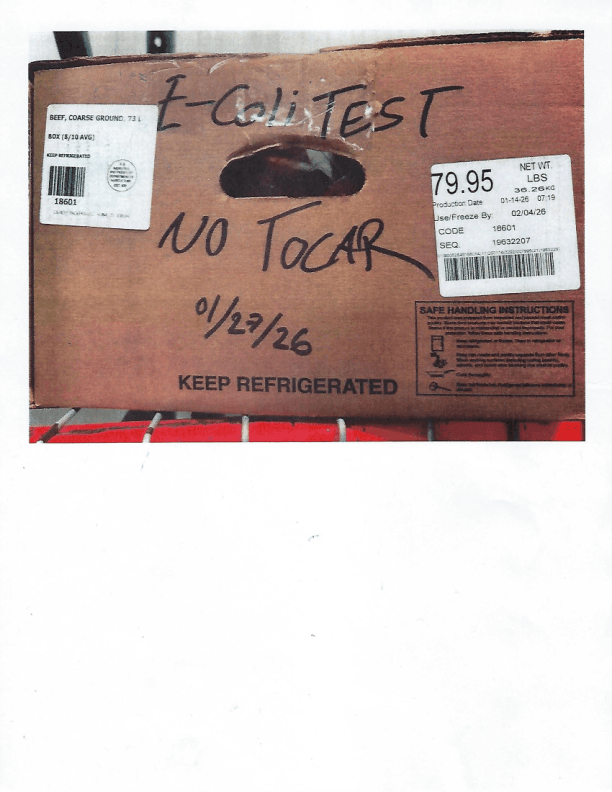 E-Coli TEST
BEEF, COARSE GROUND, 73
BOX (8/10 AVG)
KEEP REFRIGERATED
18601
NET WT.
79.95 LBS
36.26KG
Production Date 01-14-26 07:19
Use/Freeze By: 02/04/26
CODE 18601
SEQ. 19632207
NO TOCAR
01/27/26
KEEP REFRIGERATED
SAFE HANDLING INSTRUCTIONS